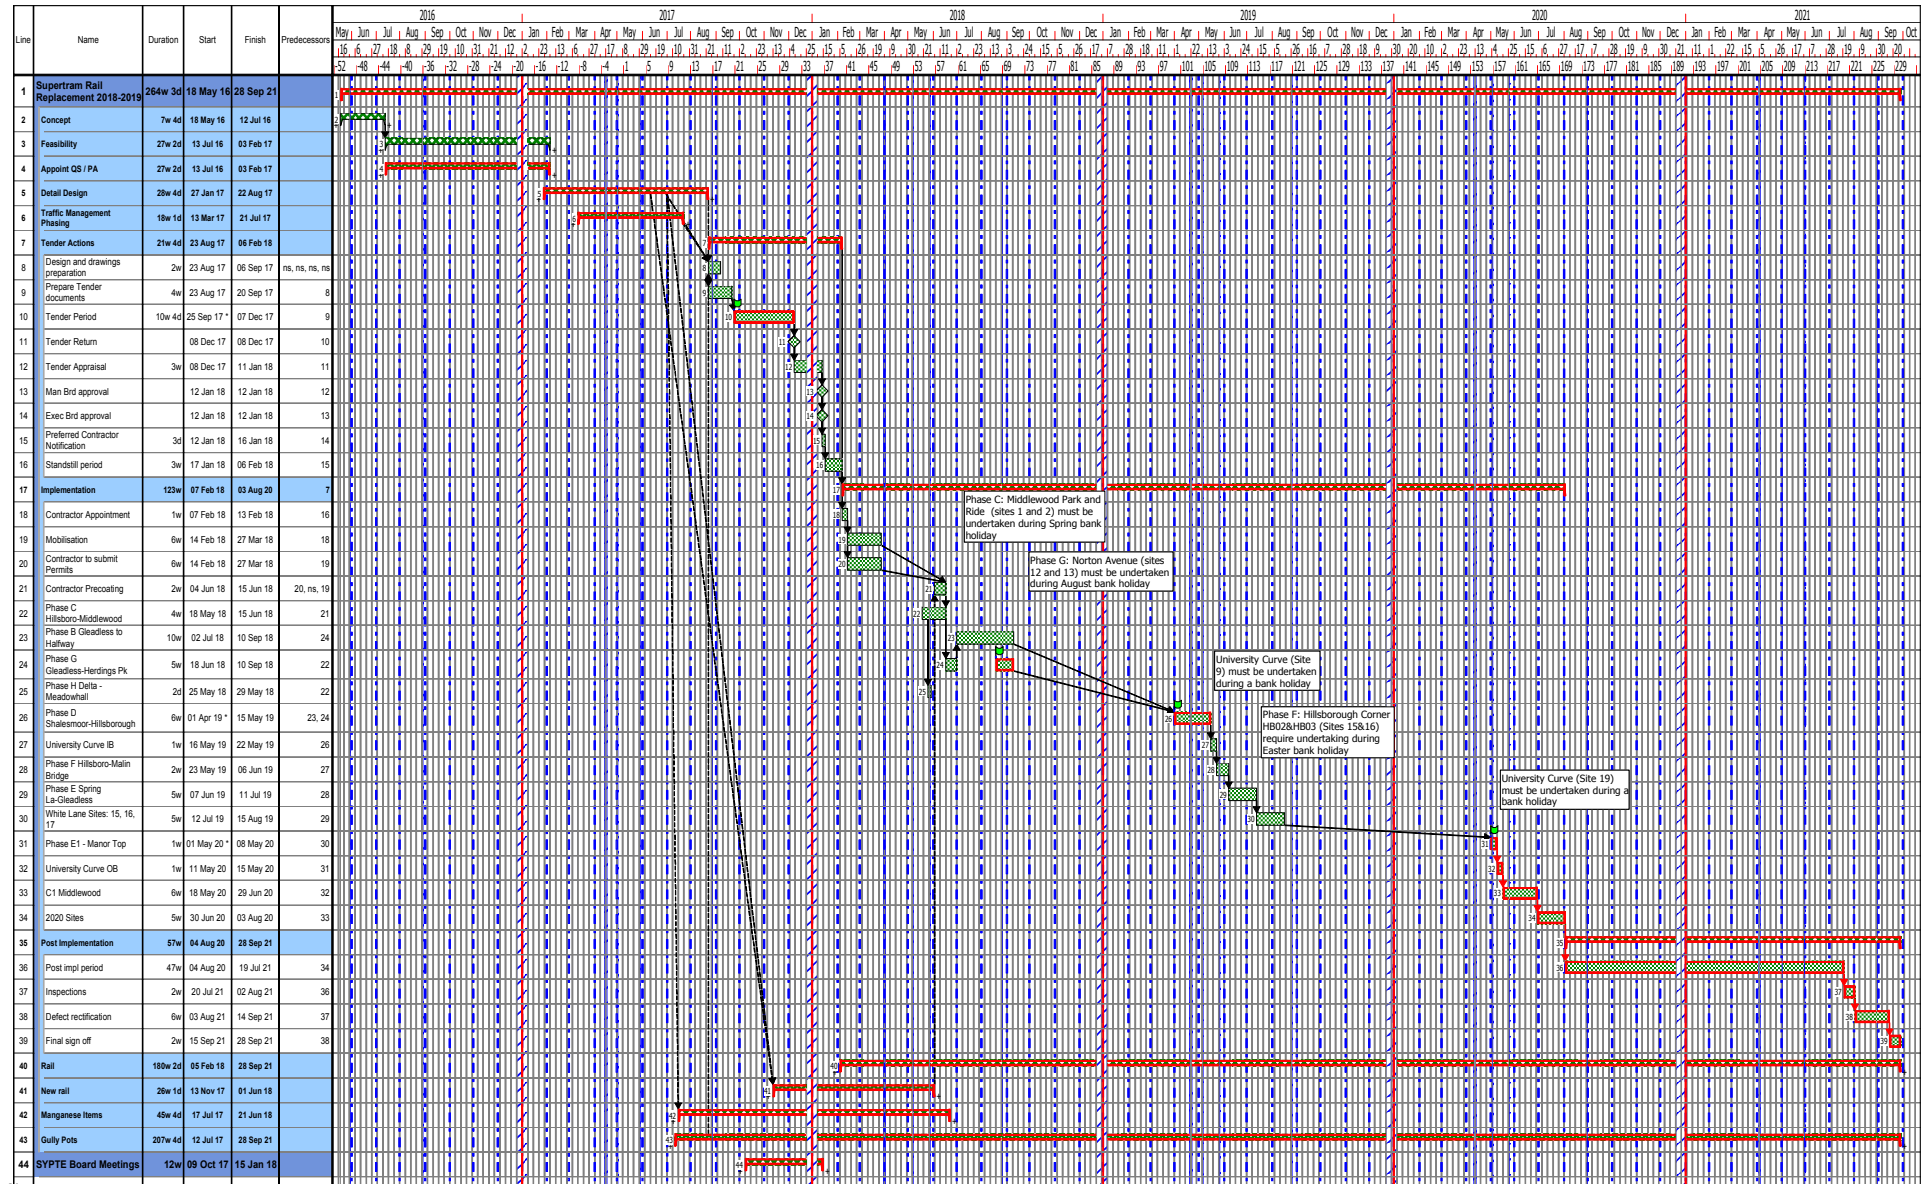 2016 2017 2018 2019 2020 2021
Line Name Duration Start Finish Predecessors
1 Supertram Rail Replacement 2018-2019 264w 3d 18 May 16 28 Sep 21
2 Concept 7w 4d 18 May 16 12 Jul 16
3 Feasibility 27w 2d 13 Jul 16 03 Feb 17
4 Appoint QS / PA 27w 2d 13 Jul 16 03 Feb 17
5 Detail Design 28w 4d 27 Jan 17 22 Aug 17
6 Traffic Management Phasing 18w 1d 13 Mar 17 21 Jul 17
7 Tender Actions 21w 4d 23 Aug 17 06 Feb 18
8 Design and drawings preparation 2w 23 Aug 17 06 Sep 17 ns, ns, ns, ns
9 Prepare Tender documents 4w 23 Aug 17 20 Sep 17 8
10 Tender Period 10w 4d 25 Sep 17 * 07 Dec 17 9
11 Tender Return 08 Dec 17 08 Dec 17 10
12 Tender Appraisal 3w 08 Dec 17 11 Jan 18 11
13 Man Brd approval 12 Jan 18 12 Jan 18 12
14 Exec Brd approval 12 Jan 18 12 Jan 18 13
15 Preferred Contractor Notification 3d 12 Jan 18 16 Jan 18 14
16 Standstill period 3w 17 Jan 18 06 Feb 18 15
17 Implementation 123w 07 Feb 18 03 Aug 20 7
18 Contractor Appointment 1w 07 Feb 18 13 Feb 18 16
19 Mobilisation 6w 14 Feb 18 27 Mar 18 18
20 Contractor to submit Permits 6w 14 Feb 18 27 Mar 18 19
21 Contractor Precoating 2w 04 Jun 18 15 Jun 18 20, ns, 19
22 Phase C Hillsboro-Middlewood 4w 18 May 18 15 Jun 18 21
23 Phase B Gleadless to Halfway 10w 02 Jul 18 10 Sep 18 24
24 Phase G Gleadless-Herdings Pk 5w 18 Jun 18 10 Sep 18 22
25 Phase H Delta - Meadowhall 2d 25 May 18 29 May 18 22
26 Phase D Shalesmoor-Hillsborough 6w 01 Apr 19 * 15 May 19 23, 24
27 University Curve IB 1w 16 May 19 22 May 19 26
28 Phase F Hillsboro-Malin Bridge 2w 23 May 19 06 Jun 19 27
29 Phase E Spring La-Gleadless 5w 07 Jun 19 11 Jul 19 28
30 White Lane Sites: 15, 16, 17 5w 12 Jul 19 15 Aug 19 29
31 Phase E1 - Manor Top 1w 01 May 20 * 08 May 20 30
32 University Curve OB 1w 11 May 20 15 May 20 31
33 C1 Middlewood 6w 18 May 20 29 Jun 20 32
34 2020 Sites 5w 30 Jun 20 03 Aug 20 33
35 Post Implementation 57w 04 Aug 20 28 Sep 21
36 Post impl period 47w 04 Aug 20 19 Jul 21 34
37 Inspections 2w 20 Jul 21 02 Aug 21 36
38 Defect rectification 6w 03 Aug 21 14 Sep 21 37
39 Final sign off 2w 15 Sep 21 28 Sep 21 38
40 Rail 180w 2d 05 Feb 18 28 Sep 21
41 New rail 26w 1d 13 Nov 17 01 Jun 18
42 Manganese Items 45w 4d 17 Jul 17 21 Jun 18
43 Gully Pots 207w 4d 12 Jul 17 28 Sep 21
44 SYPTE Board Meetings 12w 09 Oct 17 15 Jan 18
Phase C: Middlewood Park and
Ride (sites 1 and 2) must be
undertaken during Spring bank
holiday
Phase G: Norton Avenue (sites
12 and 13) must be undertaken
during August bank holiday
University Curve (Site
9) must be undertaken
during a bank holiday
Phase F: Hillsborough Corner
HB02&HB03 (Sites 15&16)
require undertaking during
Easter bank holiday
University Curve (Site 19)
must be undertaken during a
bank holiday